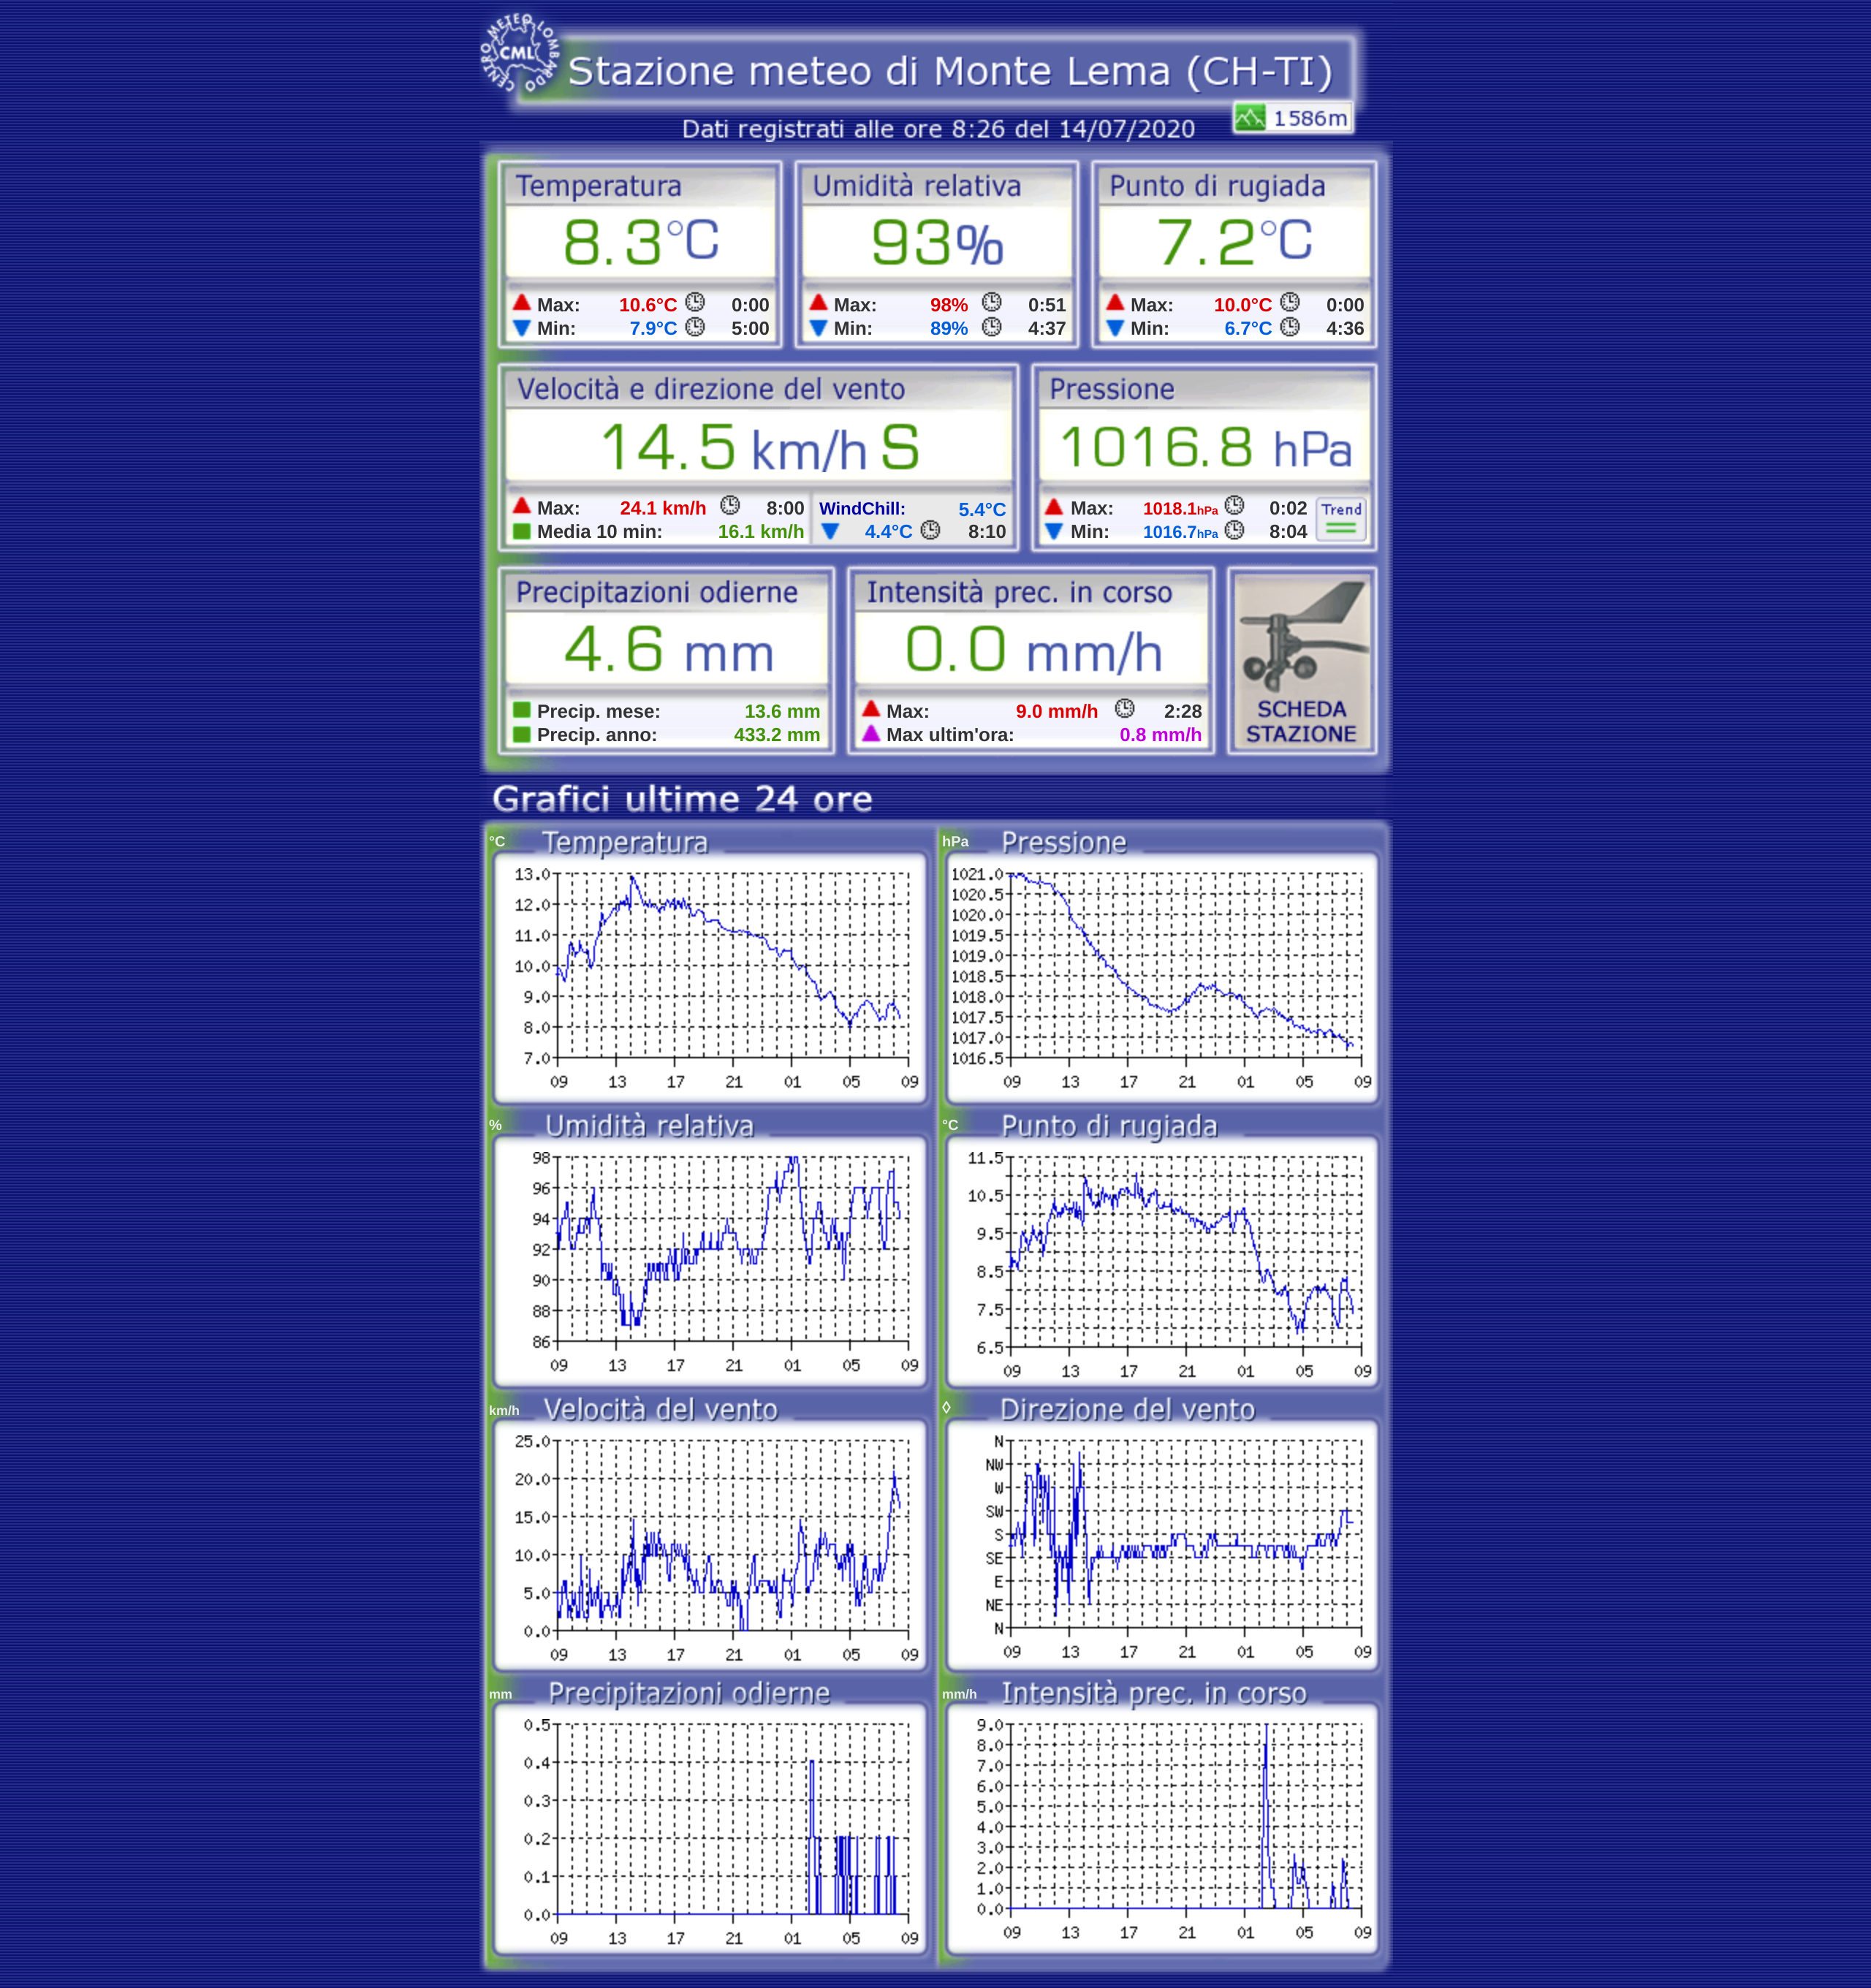 CENTRO METEO LOMBARDO
CML
Stazione meteo di Monte Lema (CH-TI)
1586m
Dati registrati alle ore 8:26 del 14/07/2020
Temperatura Umidità relativa Punto di rugiada
8.3°C 93% 7.2°C
Max: 10.6°C 0:00 Max: 98% 0:51 Max: 10.0°C 0:00
Min: 7.9°C 5:00 Min: 89% 4:37 Min: 6.7°C 4:36
Velocità e direzione del vento Pressione
14.5 km/h S 1016.8 hPa
Max: 24.1 km/h 8:00 WindChill: 5.4°C Max: 1018.1hPa 0:02 Trend
Media 10 min: 16.1 km/h 4.4°C 8:10 Min: 1016.7hPa 8:04
Precipitazioni odierne Intensità prec. in corso
4.6 mm 0.0 mm/h
Precip. mese: 13.6 mm Max: 9.0 mm/h 2:28 SCHEDA
Precip. anno: 433.2 mm Max ultim'ora: 0.8 mm/h STAZIONE
Grafici ultime 24 ore
°C Temperatura
13.0
12.0
11.0
10.0
9.0
8.0
7.0
09 13 17 21 01 05 09
hPa Pressione
1021.0
1020.5
1020.0
1019.5
1019.0
1018.5
1018.0
1017.5
1017.0
1016.5
09 13 17 21 01 05 09
% Umidità relativa
98
96
94
92
90
88
86
09 13 17 21 01 05 09
°C Punto di rugiada
11.5
10.5
9.5
8.5
7.5
6.5
09 13 17 21 01 05 09
km/h Velocità del vento
25.0
20.0
15.0
10.0
5.0
0.0
09 13 17 21 01 05 09
◊ Direzione del vento
N
NW
W
SW
S
SE
E
NE
N
09 13 17 21 01 05 09
mm Precipitazioni odierne
0.5
0.4
0.3
0.2
0.1
0.0
09 13 17 21 01 05 09
mm/h Intensità prec. in corso
9.0
8.0
7.0
6.0
5.0
4.0
3.0
2.0
1.0
0.0
09 13 17 21 01 05 09